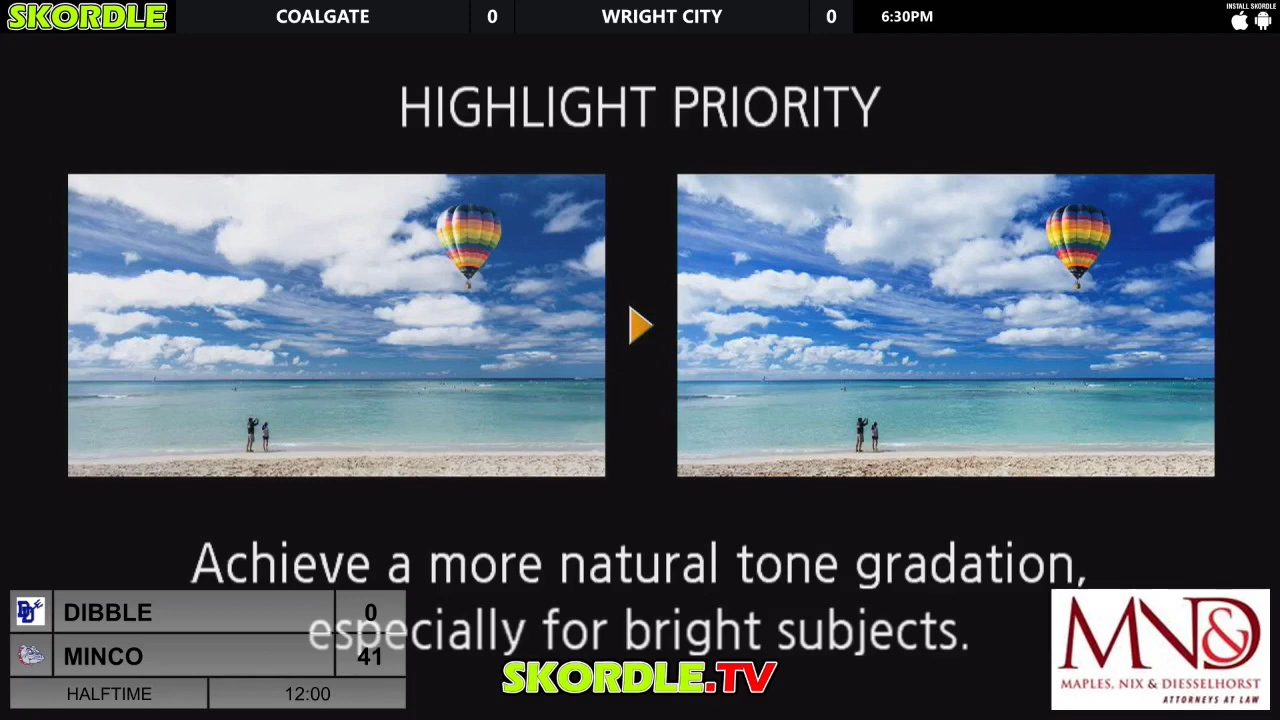 SKORDLE COALGATE 0 WRIGHT CITY 0 6:30PM INSTALL SKORDLE
HIGHLIGHT PRIORITY
Achieve a more natural tone gradation,
especially for bright subjects.
DIBBLE 0
MINCO 41
HALFTIME 12:00
SKORDLE.TV
MN&D
MAPLES, NIX & DIESSELHORST
ATTORNEYS AT LAW